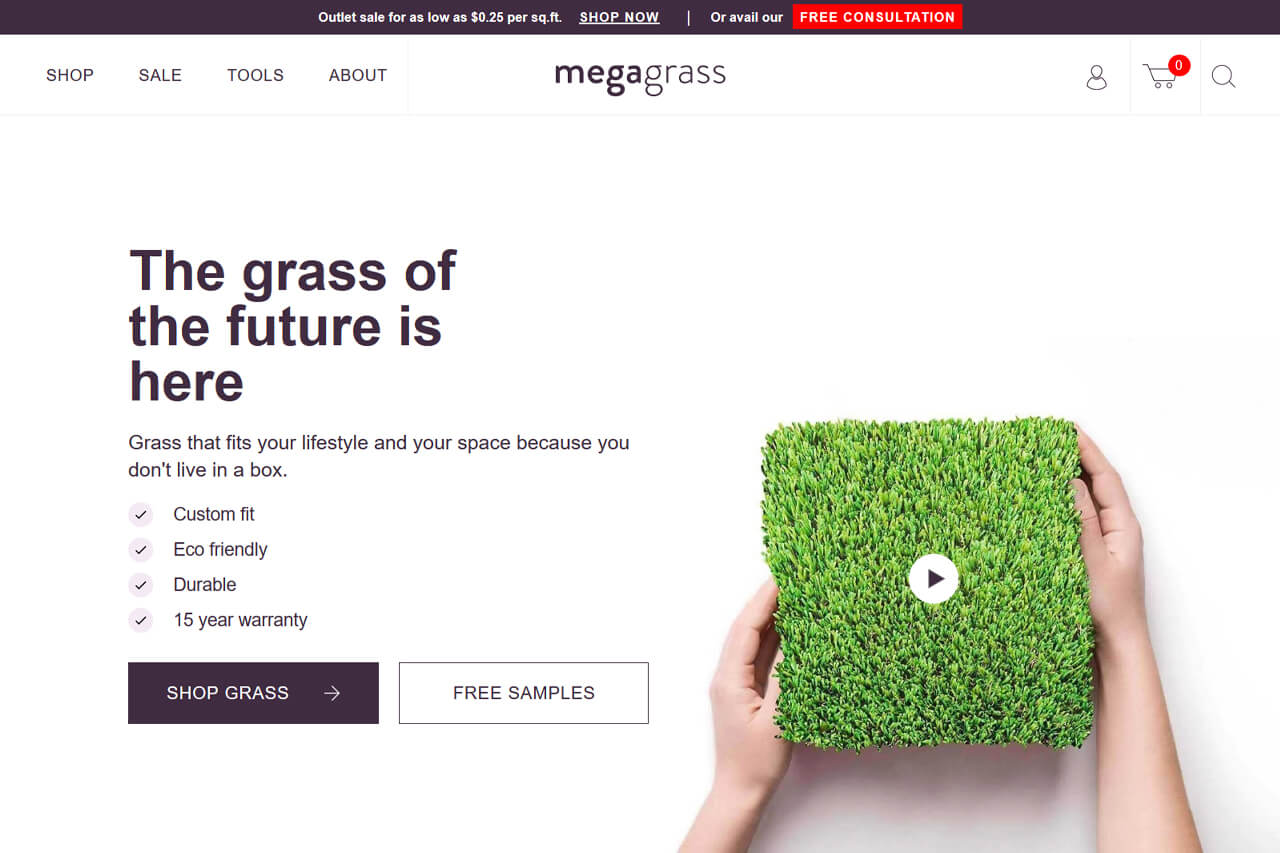 Outlet sale for as low as $0.25 per sq.ft. SHOP NOW | Or avail our FREE CONSULTATION
SHOP SALE TOOLS ABOUT megagrass 0
The grass of
the future is
here
Grass that fits your lifestyle and your space because you
don't live in a box.
Custom fit
Eco friendly
Durable
15 year warranty
SHOP GRASS FREE SAMPLES